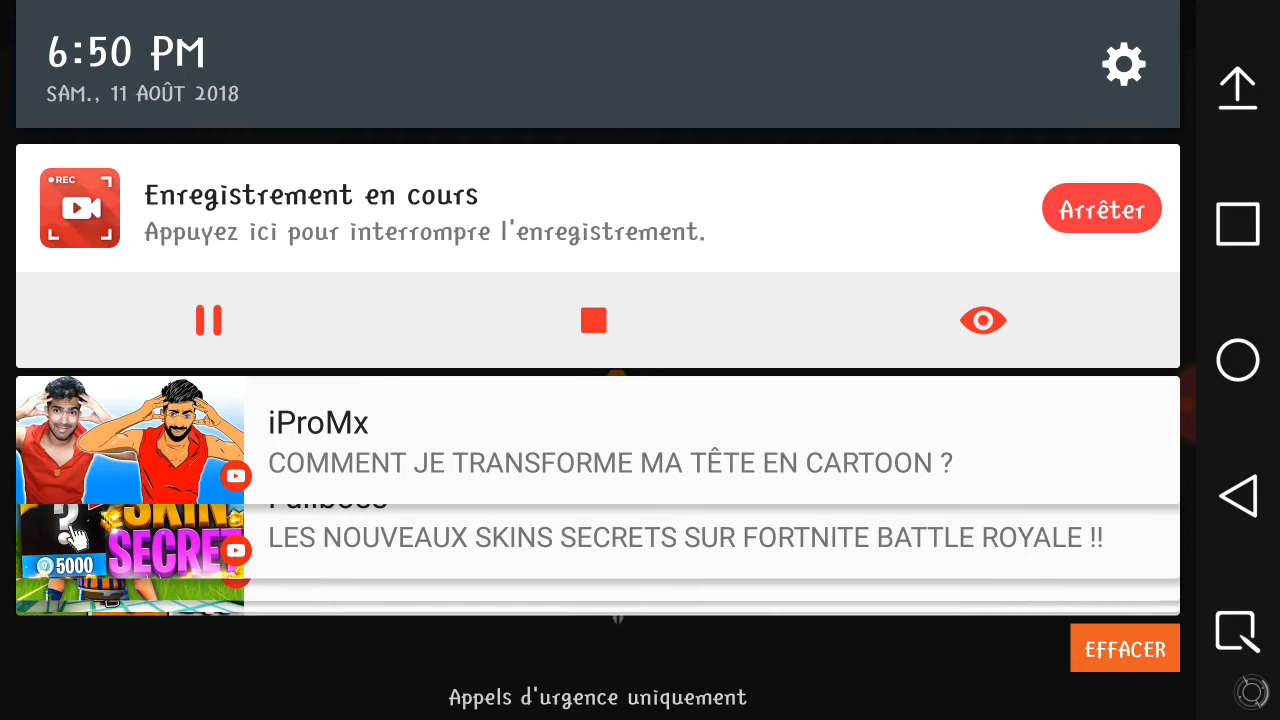 6:50 PM
SAM., 11 AOÛT 2018
REC
Enregistrement en cours
Appuyez ici pour interrompre l'enregistrement.
Arrêter
iProMx
COMMENT JE TRANSFORME MA TÊTE EN CARTOON ?
LES NOUVEAUX SKINS SECRETS SUR FORTNITE BATTLE ROYALE !!
SKIN
SECRET
5000
EFFACER
Appels d'urgence uniquement